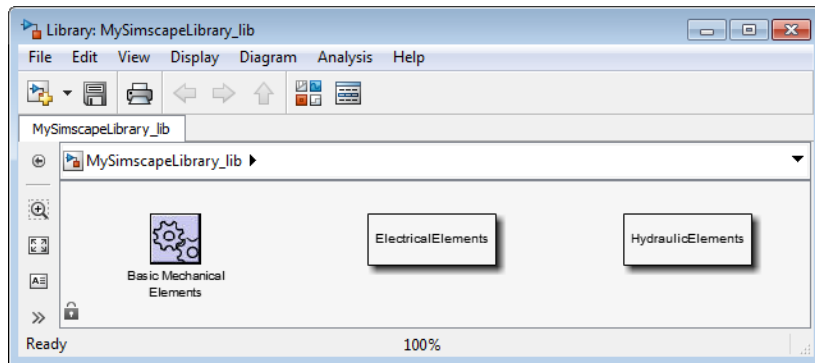 Library: MySimscapeLibrary_lib
File Edit View Display Diagram Analysis Help
MySimscapeLibrary_lib
MySimscapeLibrary_lib
ElectricalElements
HydraulicElements
Basic Mechanical
Elements
Ready 100%